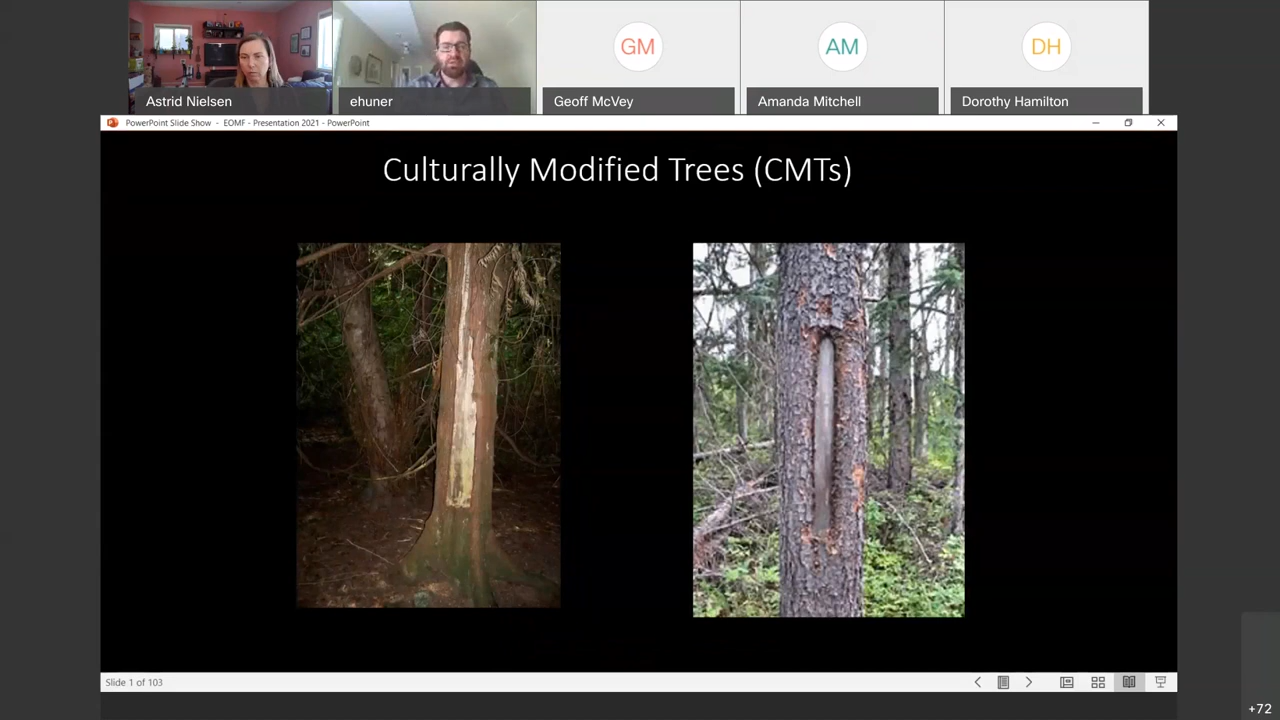 GM
AM
DH
Astrid Nielsen
ehuner
Geoff McVey
Amanda Mitchell
Dorothy Hamilton
PowerPoint Slide Show - EOMF - Presentation 2021 - PowerPoint
Culturally Modified Trees (CMTs)
Slide 1 of 103
+72